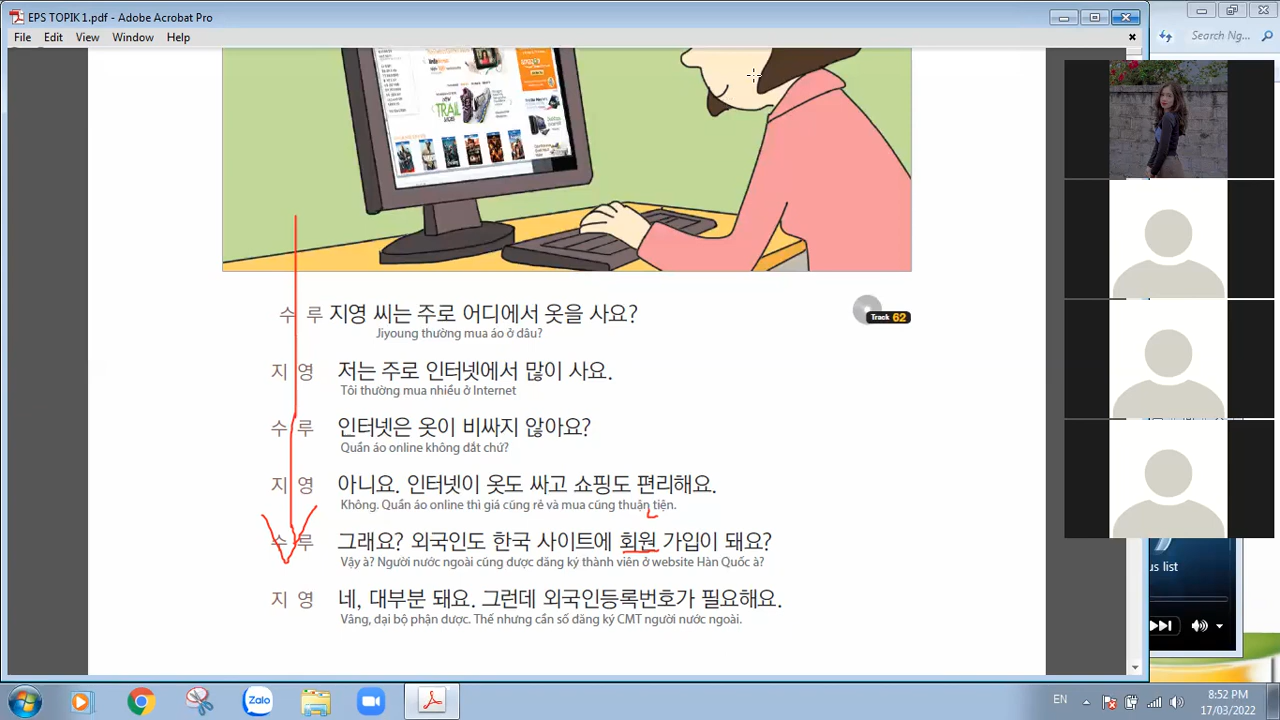 EPS TOPIK 1.pdf - Adobe Acrobat Pro
Search Ng...
File Edit View Window Help
TRAIL
Track 62
수 루 지영 씨는 주로 어디에서 옷을 사요?
Jiyoung thường mua áo ở đâu?
지 영 저는 주로 인터넷에서 많이 사요.
Tôi thường mua nhiều ở Internet
수 루 인터넷은 옷이 비싸지 않아요?
Quần áo online không dắt chứ?
지 영 아니요. 인터넷이 옷도 싸고 쇼핑도 편리해요.
Không. Quần áo online thì giá cũng rẻ và mua cũng thuận tiện.
수 루 그래요? 외국인도 한국 사이트에 회원 가입이 돼요?
Vậy à? Người nước ngoài cũng dược dăng ký thành viên ở website Hàn Quốc à?
지 영 네, 대부분 돼요. 그런데 외국인등록번호가 필요해요.
Vâng, dại bộ phận dược. Thế nhưng cần số dăng ký CMT người nước ngoài.
us list
Zalo
EN
8:52 PM
17/03/2022